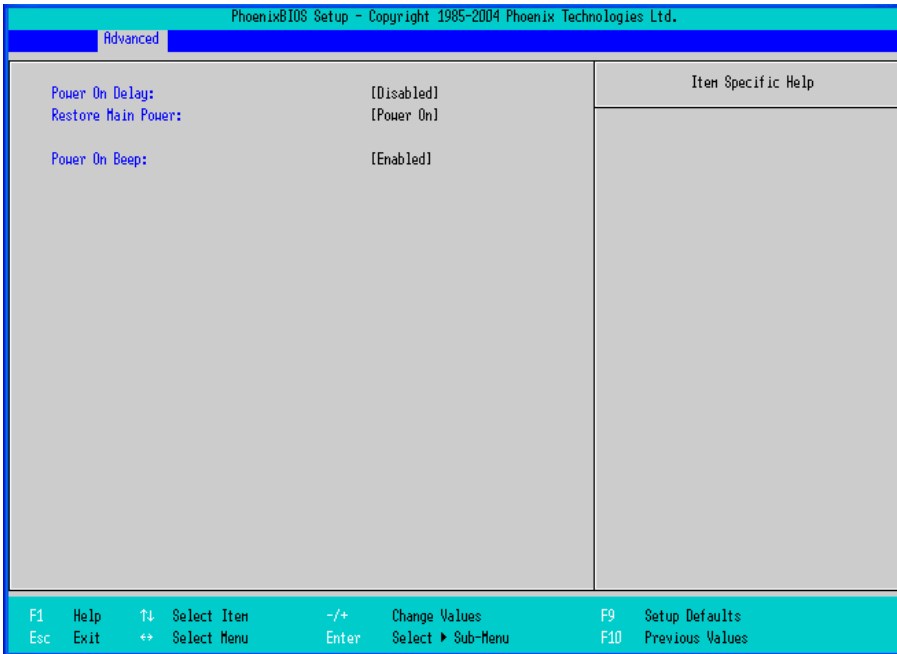 PhoenixBIOS Setup - Copyright 1985-2004 Phoenix Technologies Ltd.
Advanced
Item Specific Help
Power On Delay: [Disabled]
Restore Main Power: [Power On]
Power On Beep: [Enabled]
F1 Help ↑↓ Select Item -/+ Change Values F9 Setup Defaults
Esc Exit ↔ Select Menu Enter Select ▶ Sub-Menu F10 Previous Values